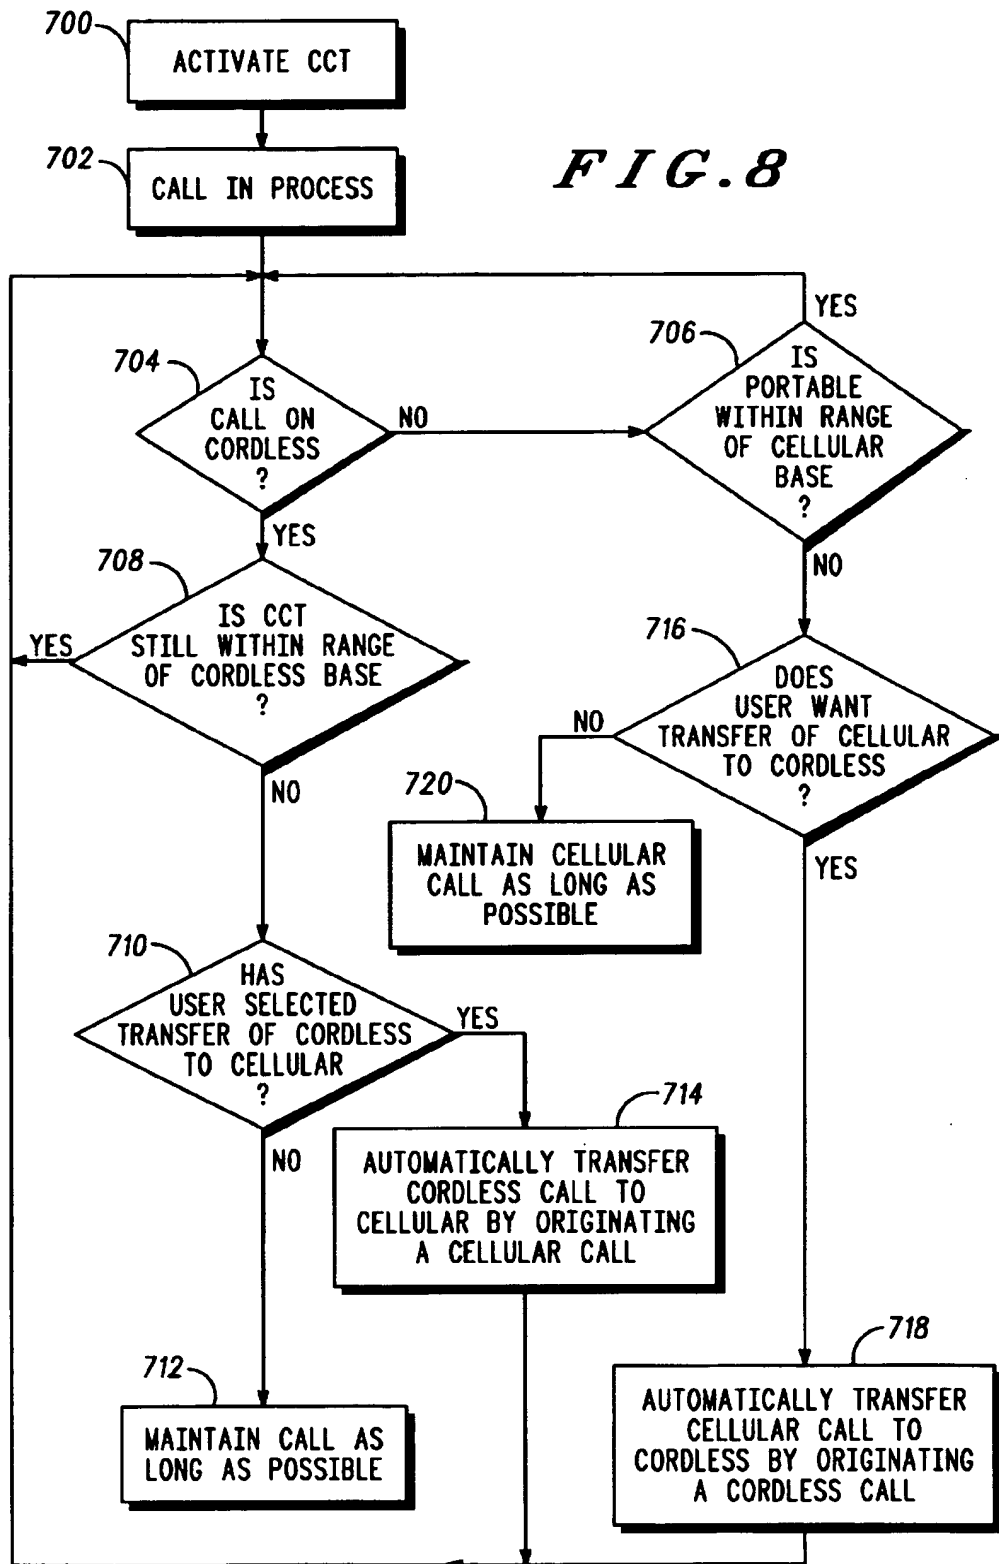 700
ACTIVATE CCT
702
CALL IN PROCESS
FIG.8
YES
704
IS
CALL ON
CORDLESS
?
NO
YES
706
IS
PORTABLE
WITHIN RANGE
OF CELLULAR
BASE
?
NO
708
IS CCT
STILL WITHIN RANGE
OF CORDLESS BASE
?
YES
NO
716
DOES
USER WANT
TRANSFER OF CELLULAR
TO CORDLESS
?
NO
YES
720
MAINTAIN CELLULAR
CALL AS LONG AS
POSSIBLE
710
HAS
USER SELECTED
TRANSFER OF CORDLESS
TO CELLULAR
?
YES
NO
714
AUTOMATICALLY TRANSFER
CORDLESS CALL TO
CELLULAR BY ORIGINATING
A CELLULAR CALL
712
MAINTAIN CALL AS
LONG AS POSSIBLE
718
AUTOMATICALLY TRANSFER
CELLULAR CALL TO
CORDLESS BY ORIGINATING
A CORDLESS CALL